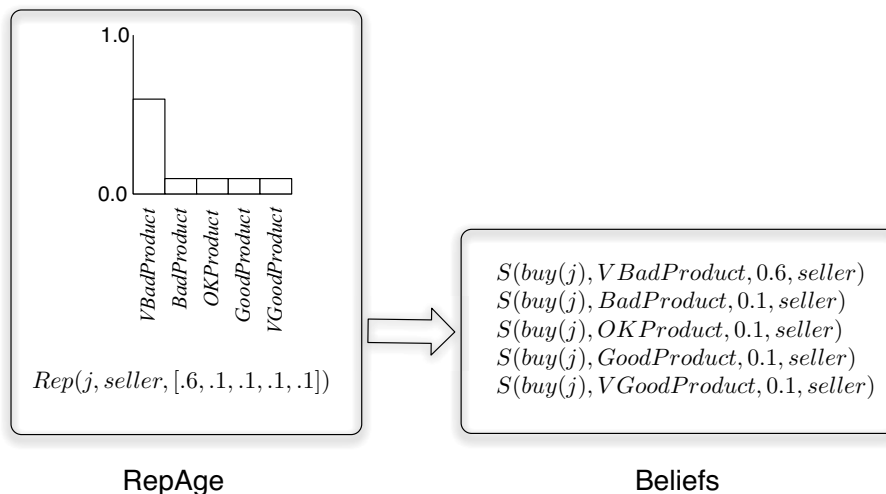 1.0
0.0
VBadProduct
BadProduct
OKProduct
GoodProduct
VGoodProduct
Rep(j, seller, [.6, .1, .1, .1, .1])
S(buy(j), VBadProduct, 0.6, seller)
S(buy(j), BadProduct, 0.1, seller)
S(buy(j), OKProduct, 0.1, seller)
S(buy(j), GoodProduct, 0.1, seller)
S(buy(j), VGoodProduct, 0.1, seller)
RepAge
Beliefs